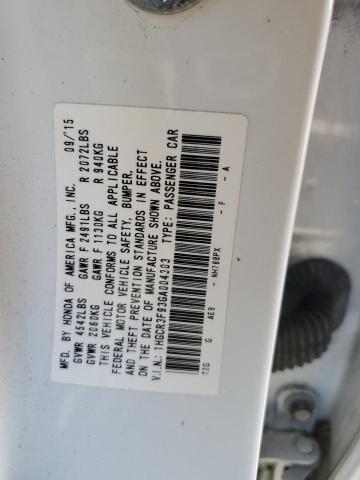 MFD. BY HONDA OF AMERICA MFG., INC. 09/15
GVWR 4542LBS GAWR F 2491LBS R 2072LBS
GVWR 2060KG GAWR F 1130KG R 940KG
THIS VEHICLE CONFORMS TO ALL APPLICABLE
FEDERAL MOTOR VEHICLE SAFETY, BUMPER,
AND THEFT PREVENTION STANDARDS IN EFFECT
ON THE DATE OF MANUFACTURE SHOWN ABOVE.
V.I.N.: 1HGCR3F93GA004303 TYPE: PASSENGER CAR
T2G G AE9 - NH788PX - F - A